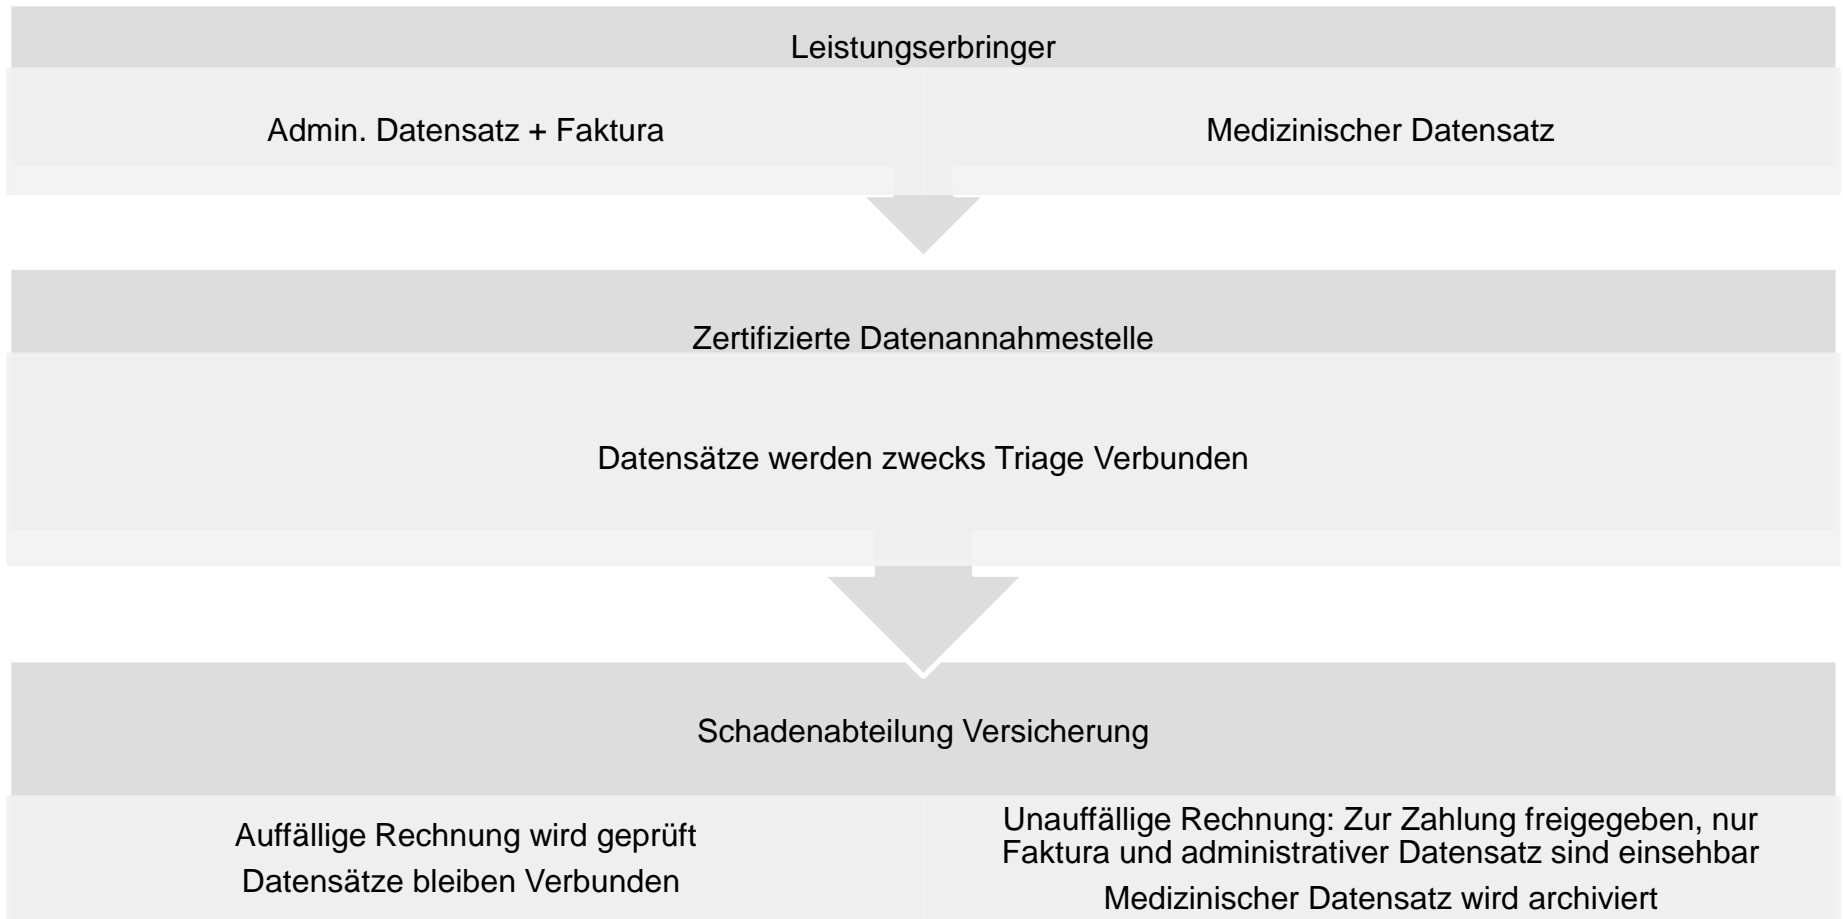 Leistungserbringer
Admin. Datensatz + Faktura
Medizinischer Datensatz
Zertifizierte Datenannahmestelle
Datensätze werden zwecks Triage Verbunden
Schadenabteilung Versicherung
Auffällige Rechnung wird geprüft
Datensätze bleiben Verbunden
Unauffällige Rechnung: Zur Zahlung freigegeben, nur
Faktura und administrativer Datensatz sind einsehbar
Medizinischer Datensatz wird archiviert